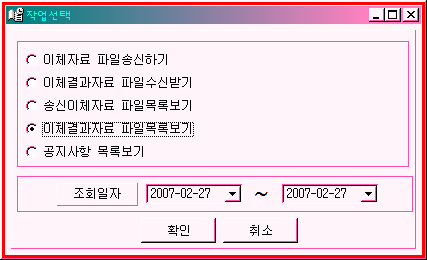 작업선택
이체자료 파일송신하기
이체결과자료 파일수신받기
송신이체자료 파일목록보기
이체결과자료 파일목록보기
공지사항 목록보기
조회일자 2007-02-27 ~ 2007-02-27
확인 취소